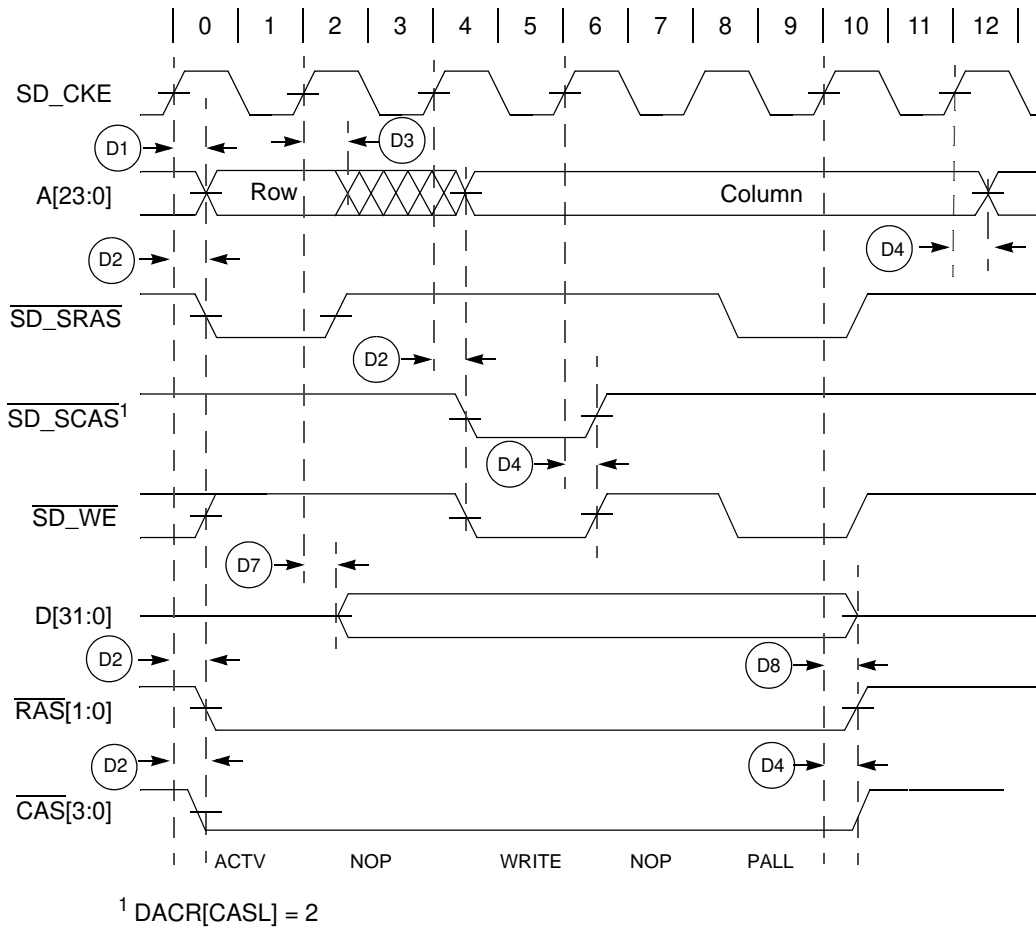 0 1 2 3 4 5 6 7 8 9 10 11 12
SD_CKE
D1
D3
A[23:0]
Row
Column
D2
D4
SD_SRAS
D2
SD_SCAS1
D4
SD_WE
D7
D[31:0]
D2
D8
RAS[1:0]
D2
D4
CAS[3:0]
ACTV NOP WRITE NOP PALL
1 DACR[CASL] = 2